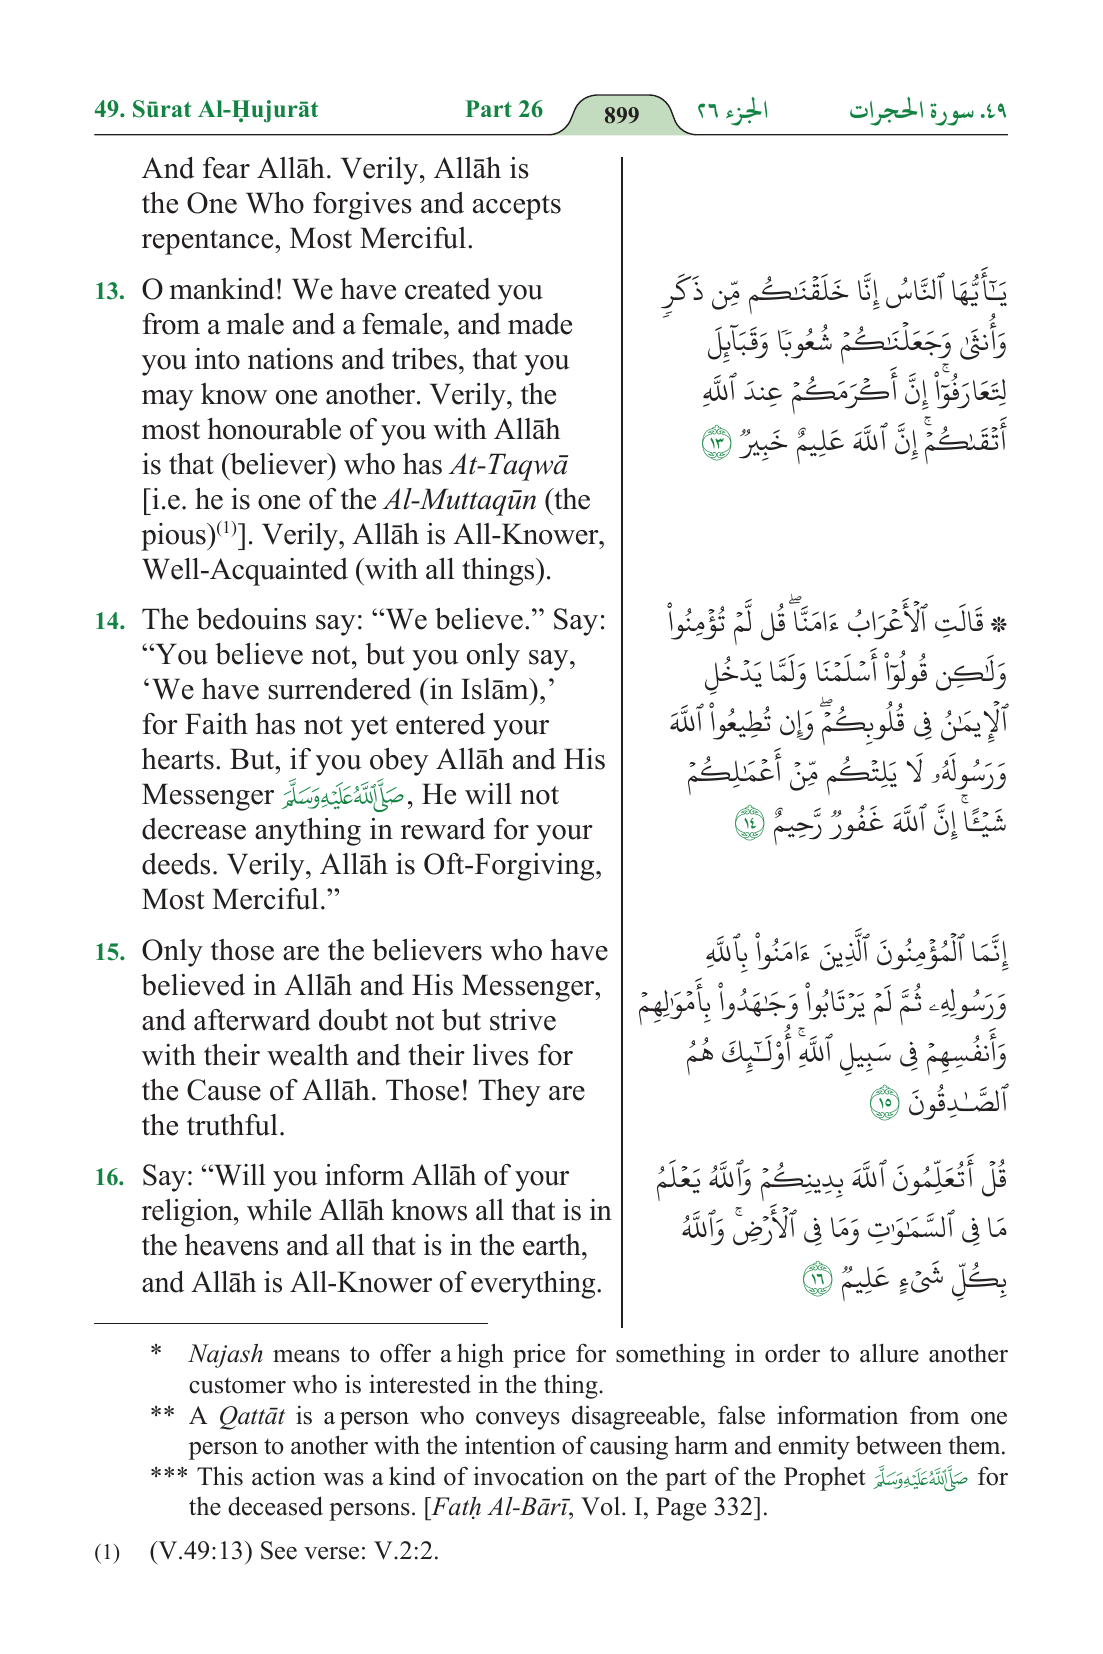 49. Sūrat Al-Ḥujurāt Part 26 899 الجزء ٢٦ ٤٩. سورة الحجرات
And fear Allāh. Verily, Allāh is
the One Who forgives and accepts
repentance, Most Merciful.
13. O mankind! We have created you
from a male and a female, and made
you into nations and tribes, that you
may know one another. Verily, the
most honourable of you with Allāh
is that (believer) who has At-Taqwā
[i.e. he is one of the Al-Muttaqūn (the
pious)(1)]. Verily, Allāh is All-Knower,
Well-Acquainted (with all things).
14. The bedouins say: “We believe.” Say:
“You believe not, but you only say,
‘We have surrendered (in Islām),’
for Faith has not yet entered your
hearts. But, if you obey Allāh and His
Messenger صَلَّى ٱللَّهُ عَلَيْهِ وَسَلَّمَ, He will not
decrease anything in reward for your
deeds. Verily, Allāh is Oft-Forgiving,
Most Merciful.”
15. Only those are the believers who have
believed in Allāh and His Messenger,
and afterward doubt not but strive
with their wealth and their lives for
the Cause of Allāh. Those! They are
the truthful.
16. Say: “Will you inform Allāh of your
religion, while Allāh knows all that is in
the heavens and all that is in the earth,
and Allāh is All-Knower of everything.
يَـٰٓأَيُّهَا ٱلنَّاسُ إِنَّا خَلَقْنَـٰكُم مِّن ذَكَرٍ
وَأُنثَىٰ وَجَعَلْنَـٰكُمْ شُعُوبًا وَقَبَآئِلَ
لِتَعَارَفُوٓا۟ ۚ إِنَّ أَكْرَمَكُمْ عِندَ ٱللَّهِ
أَتْقَىٰكُمْ ۚ إِنَّ ٱللَّهَ عَلِيمٌ خَبِيرٌ ١٣
۞ قَالَتِ ٱلْأَعْرَابُ ءَامَنَّا ۖ قُل لَّمْ تُؤْمِنُوا۟
وَلَـٰكِن قُولُوٓا۟ أَسْلَمْنَا وَلَمَّا يَدْخُلِ
ٱلْإِيمَـٰنُ فِى قُلُوبِكُمْ ۖ وَإِن تُطِيعُوا۟ ٱللَّهَ
وَرَسُولَهُۥ لَا يَلِتْكُم مِّنْ أَعْمَـٰلِكُمْ
شَيْـًٔا ۚ إِنَّ ٱللَّهَ غَفُورٌ رَّحِيمٌ ١٤
إِنَّمَا ٱلْمُؤْمِنُونَ ٱلَّذِينَ ءَامَنُوا۟ بِٱللَّهِ
وَرَسُولِهِۦ ثُمَّ لَمْ يَرْتَابُوا۟ وَجَـٰهَدُوا۟ بِأَمْوَٰلِهِمْ
وَأَنفُسِهِمْ فِى سَبِيلِ ٱللَّهِ ۚ أُو۟لَـٰٓئِكَ هُمُ
ٱلصَّـٰدِقُونَ ١٥
قُلْ أَتُعَلِّمُونَ ٱللَّهَ بِدِينِكُمْ وَٱللَّهُ يَعْلَمُ
مَا فِى ٱلسَّمَـٰوَٰتِ وَمَا فِى ٱلْأَرْضِ ۚ وَٱللَّهُ
بِكُلِّ شَىْءٍ عَلِيمٌ ١٦
* Najash means to offer a high price for something in order to allure another
customer who is interested in the thing.
** A Qattāt is a person who conveys disagreeable, false information from one
person to another with the intention of causing harm and enmity between them.
*** This action was a kind of invocation on the part of the Prophet صَلَّى ٱللَّهُ عَلَيْهِ وَسَلَّمَ for
the deceased persons. [Fatḥ Al-Bārī, Vol. I, Page 332].
(1) (V.49:13) See verse: V.2:2.